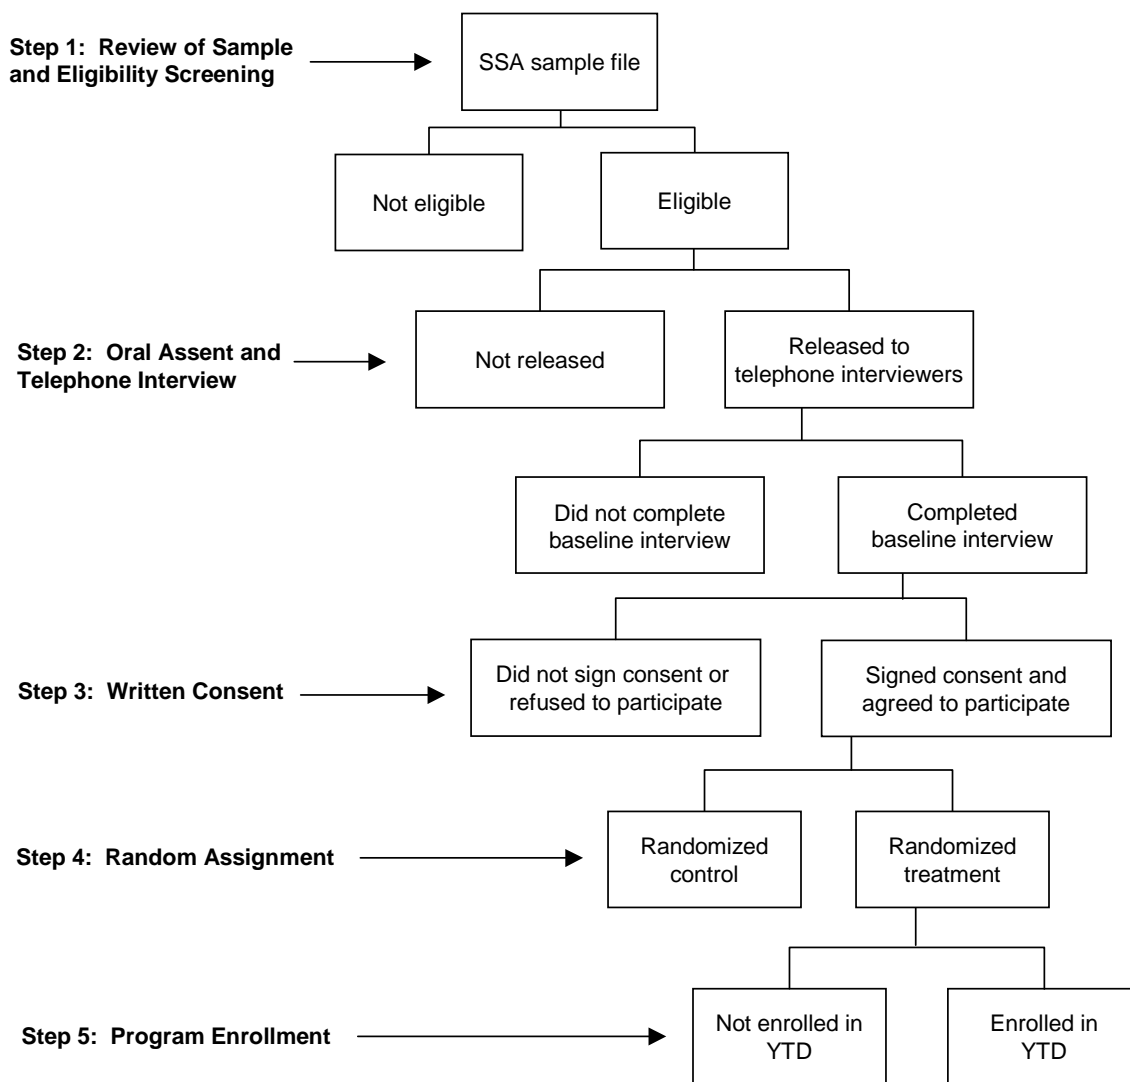 Step 1: Review of Sample
and Eligibility Screening
SSA sample file
Not eligible
Eligible
Step 2: Oral Assent and
Telephone Interview
Not released
Released to
telephone interviewers
Did not complete
baseline interview
Completed
baseline interview
Step 3: Written Consent
Did not sign consent or
refused to participate
Signed consent and
agreed to participate
Step 4: Random Assignment
Randomized
control
Randomized
treatment
Step 5: Program Enrollment
Not enrolled in
YTD
Enrolled in
YTD